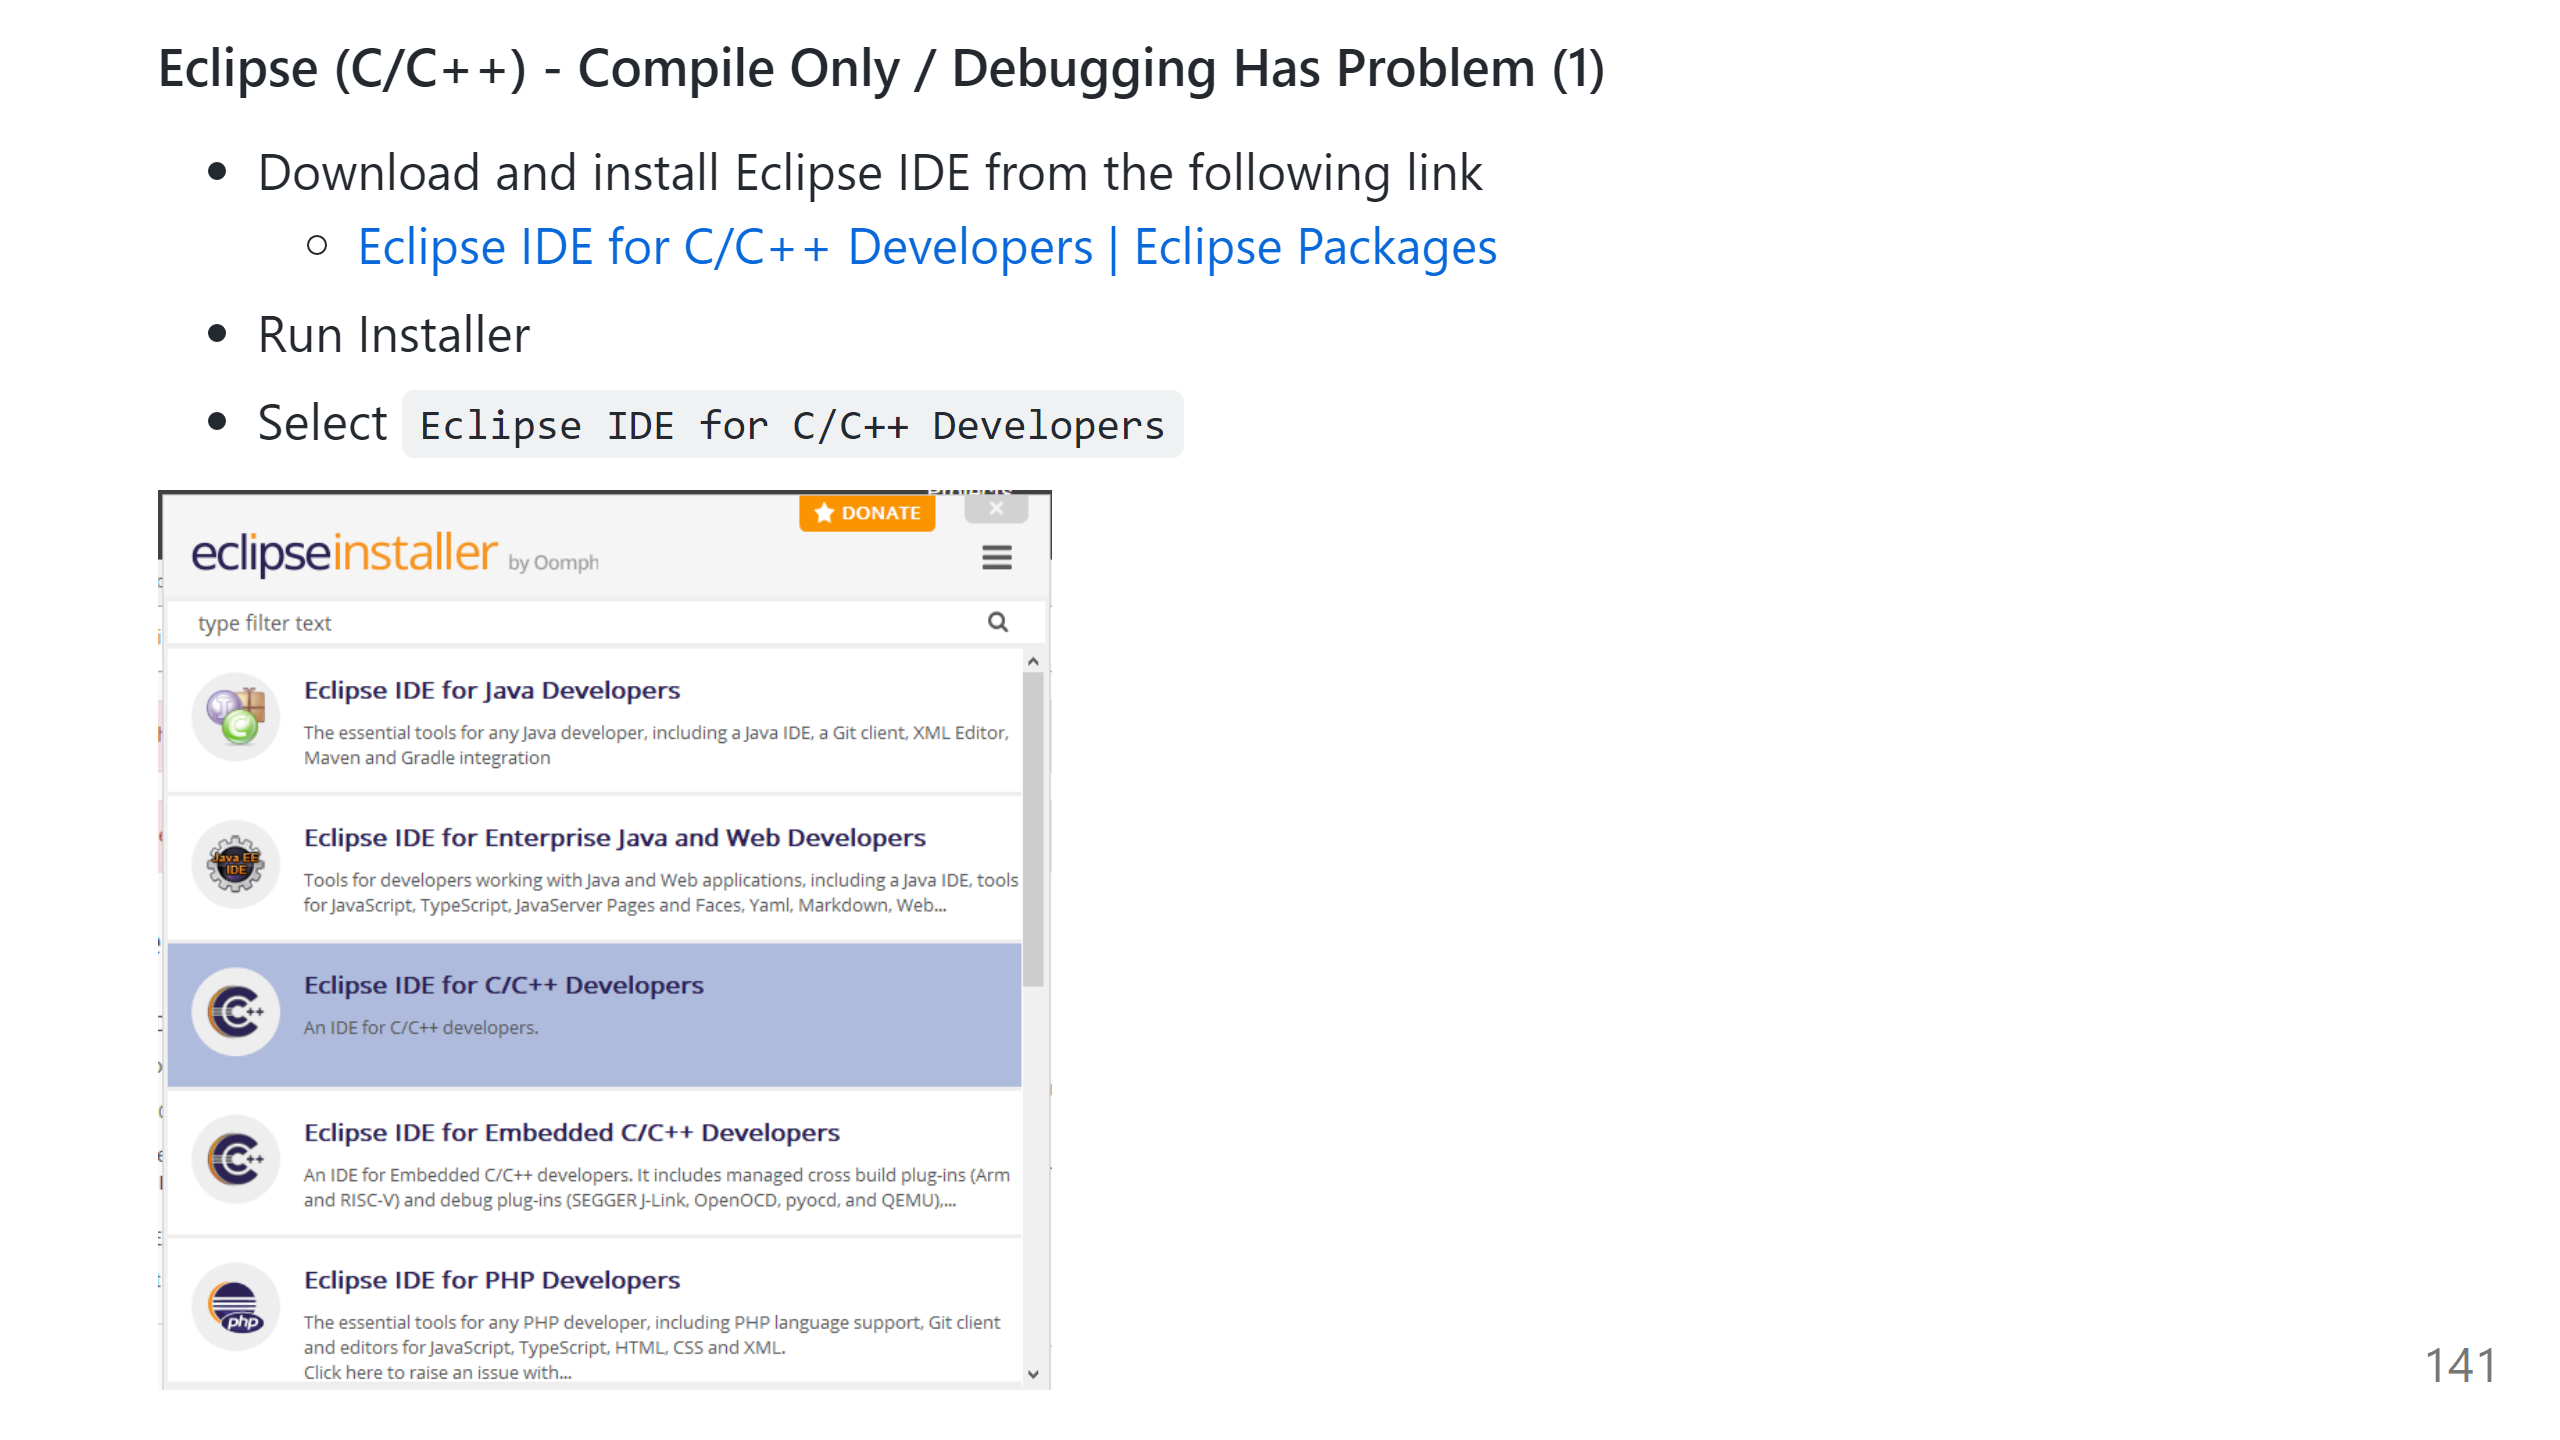 Eclipse (C/C++) - Compile Only / Debugging Has Problem (1)
Download and install Eclipse IDE from the following link
Eclipse IDE for C/C++ Developers | Eclipse Packages
Run Installer
Select Eclipse IDE for C/C++ Developers
DONATE
eclipseinstaller by Oomph
type filter text
Eclipse IDE for Java Developers
The essential tools for any Java developer, including a Java IDE, a Git client, XML Editor,
Maven and Gradle integration
Java EE
IDE
Eclipse IDE for Enterprise Java and Web Developers
Tools for developers working with Java and Web applications, including a Java IDE, tools
for JavaScript, TypeScript, JavaServer Pages and Faces, Yaml, Markdown, Web...
Eclipse IDE for C/C++ Developers
An IDE for C/C++ developers.
Eclipse IDE for Embedded C/C++ Developers
An IDE for Embedded C/C++ developers. It includes managed cross build plug-ins (Arm
and RISC-V) and debug plug-ins (SEGGER J-Link, OpenOCD, pyocd, and QEMU),...
php
Eclipse IDE for PHP Developers
The essential tools for any PHP developer, including PHP language support, Git client
and editors for JavaScript, TypeScript, HTML, CSS and XML.
Click here to raise an issue with...
141